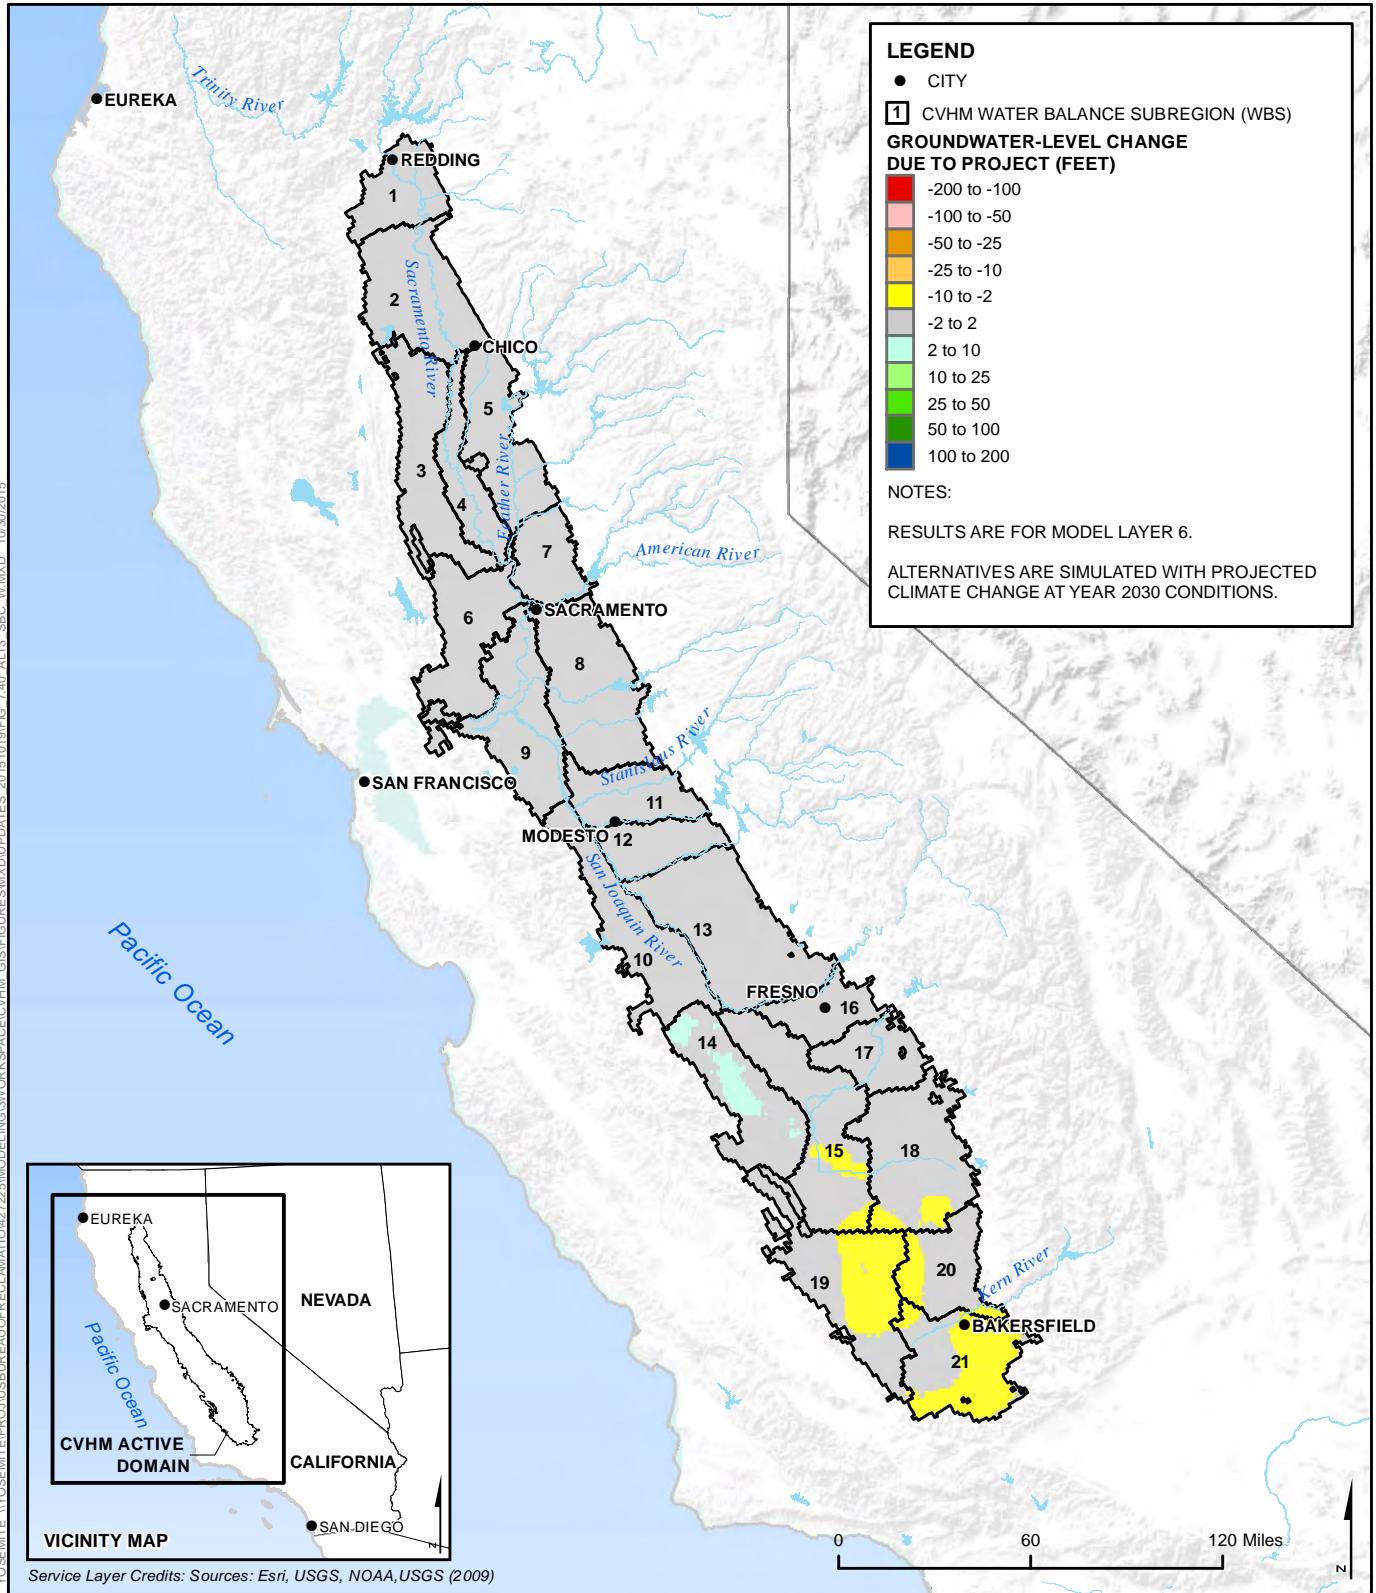 LEGEND
CITY
1 CVHM WATER BALANCE SUBREGION (WBS)
GROUNDWATER-LEVEL CHANGE
DUE TO PROJECT (FEET)
-200 to -100
-100 to -50
-50 to -25
-25 to -10
-10 to -2
-2 to 2
2 to 10
10 to 25
25 to 50
50 to 100
100 to 200
NOTES:
RESULTS ARE FOR MODEL LAYER 6.
ALTERNATIVES ARE SIMULATED WITH PROJECTED
CLIMATE CHANGE AT YEAR 2030 CONDITIONS.
EUREKA
Trinity River
REDDING
1
2
Sacramento River
CHICO
5
3
4
Feather River
7
American River
6
SACRAMENTO
8
9
Stanislaus River
SAN FRANCISCO
11
MODESTO
12
San Joaquin River
13
10
Pacific Ocean
FRESNO
16
14
17
15
18
19
20
Kern River
BAKERSFIELD
21
0 60 120 Miles
N
EUREKA
SACRAMENTO
NEVADA
Pacific Ocean
CVHM ACTIVE
DOMAIN
CALIFORNIA
SAN DIEGO
N
VICINITY MAP
Service Layer Credits: Sources: Esri, USGS, NOAA,USGS (2009)